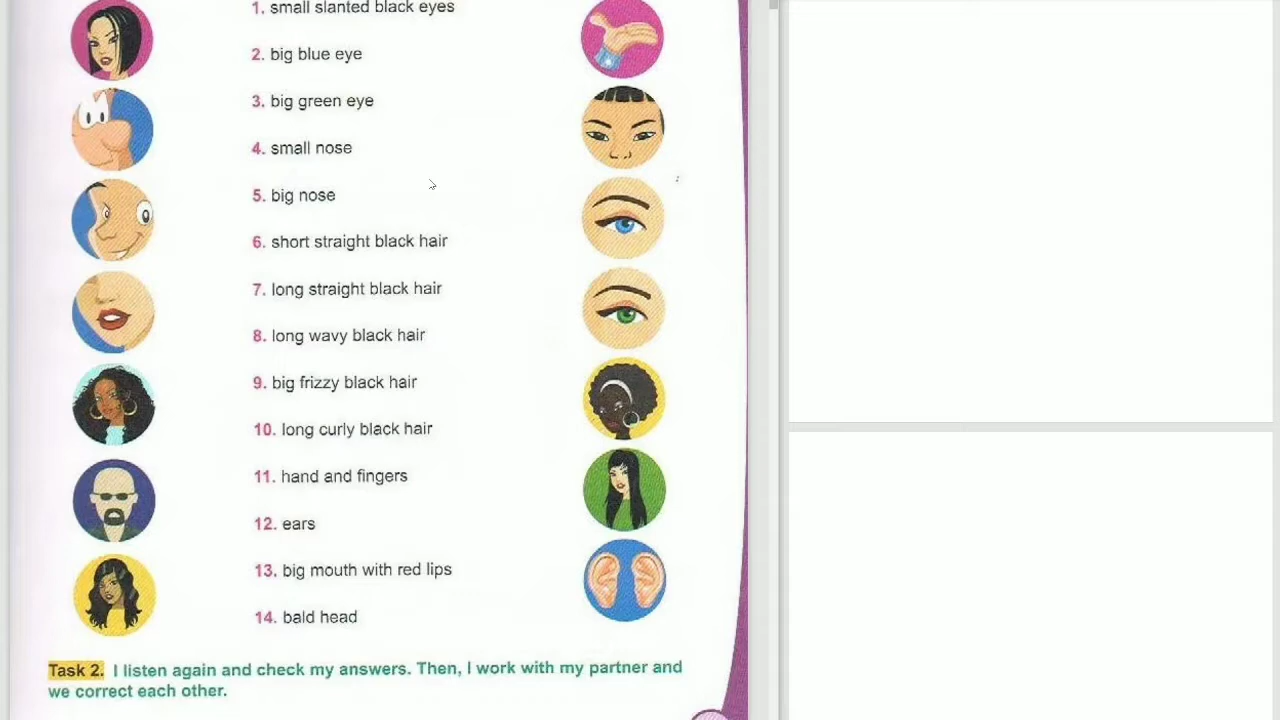 1. small slanted black eyes
2. big blue eye
3. big green eye
4. small nose
5. big nose
6. short straight black hair
7. long straight black hair
8. long wavy black hair
9. big frizzy black hair
10. long curly black hair
11. hand and fingers
12. ears
13. big mouth with red lips
14. bald head
Task 2. I listen again and check my answers. Then, I work with my partner and
we correct each other.